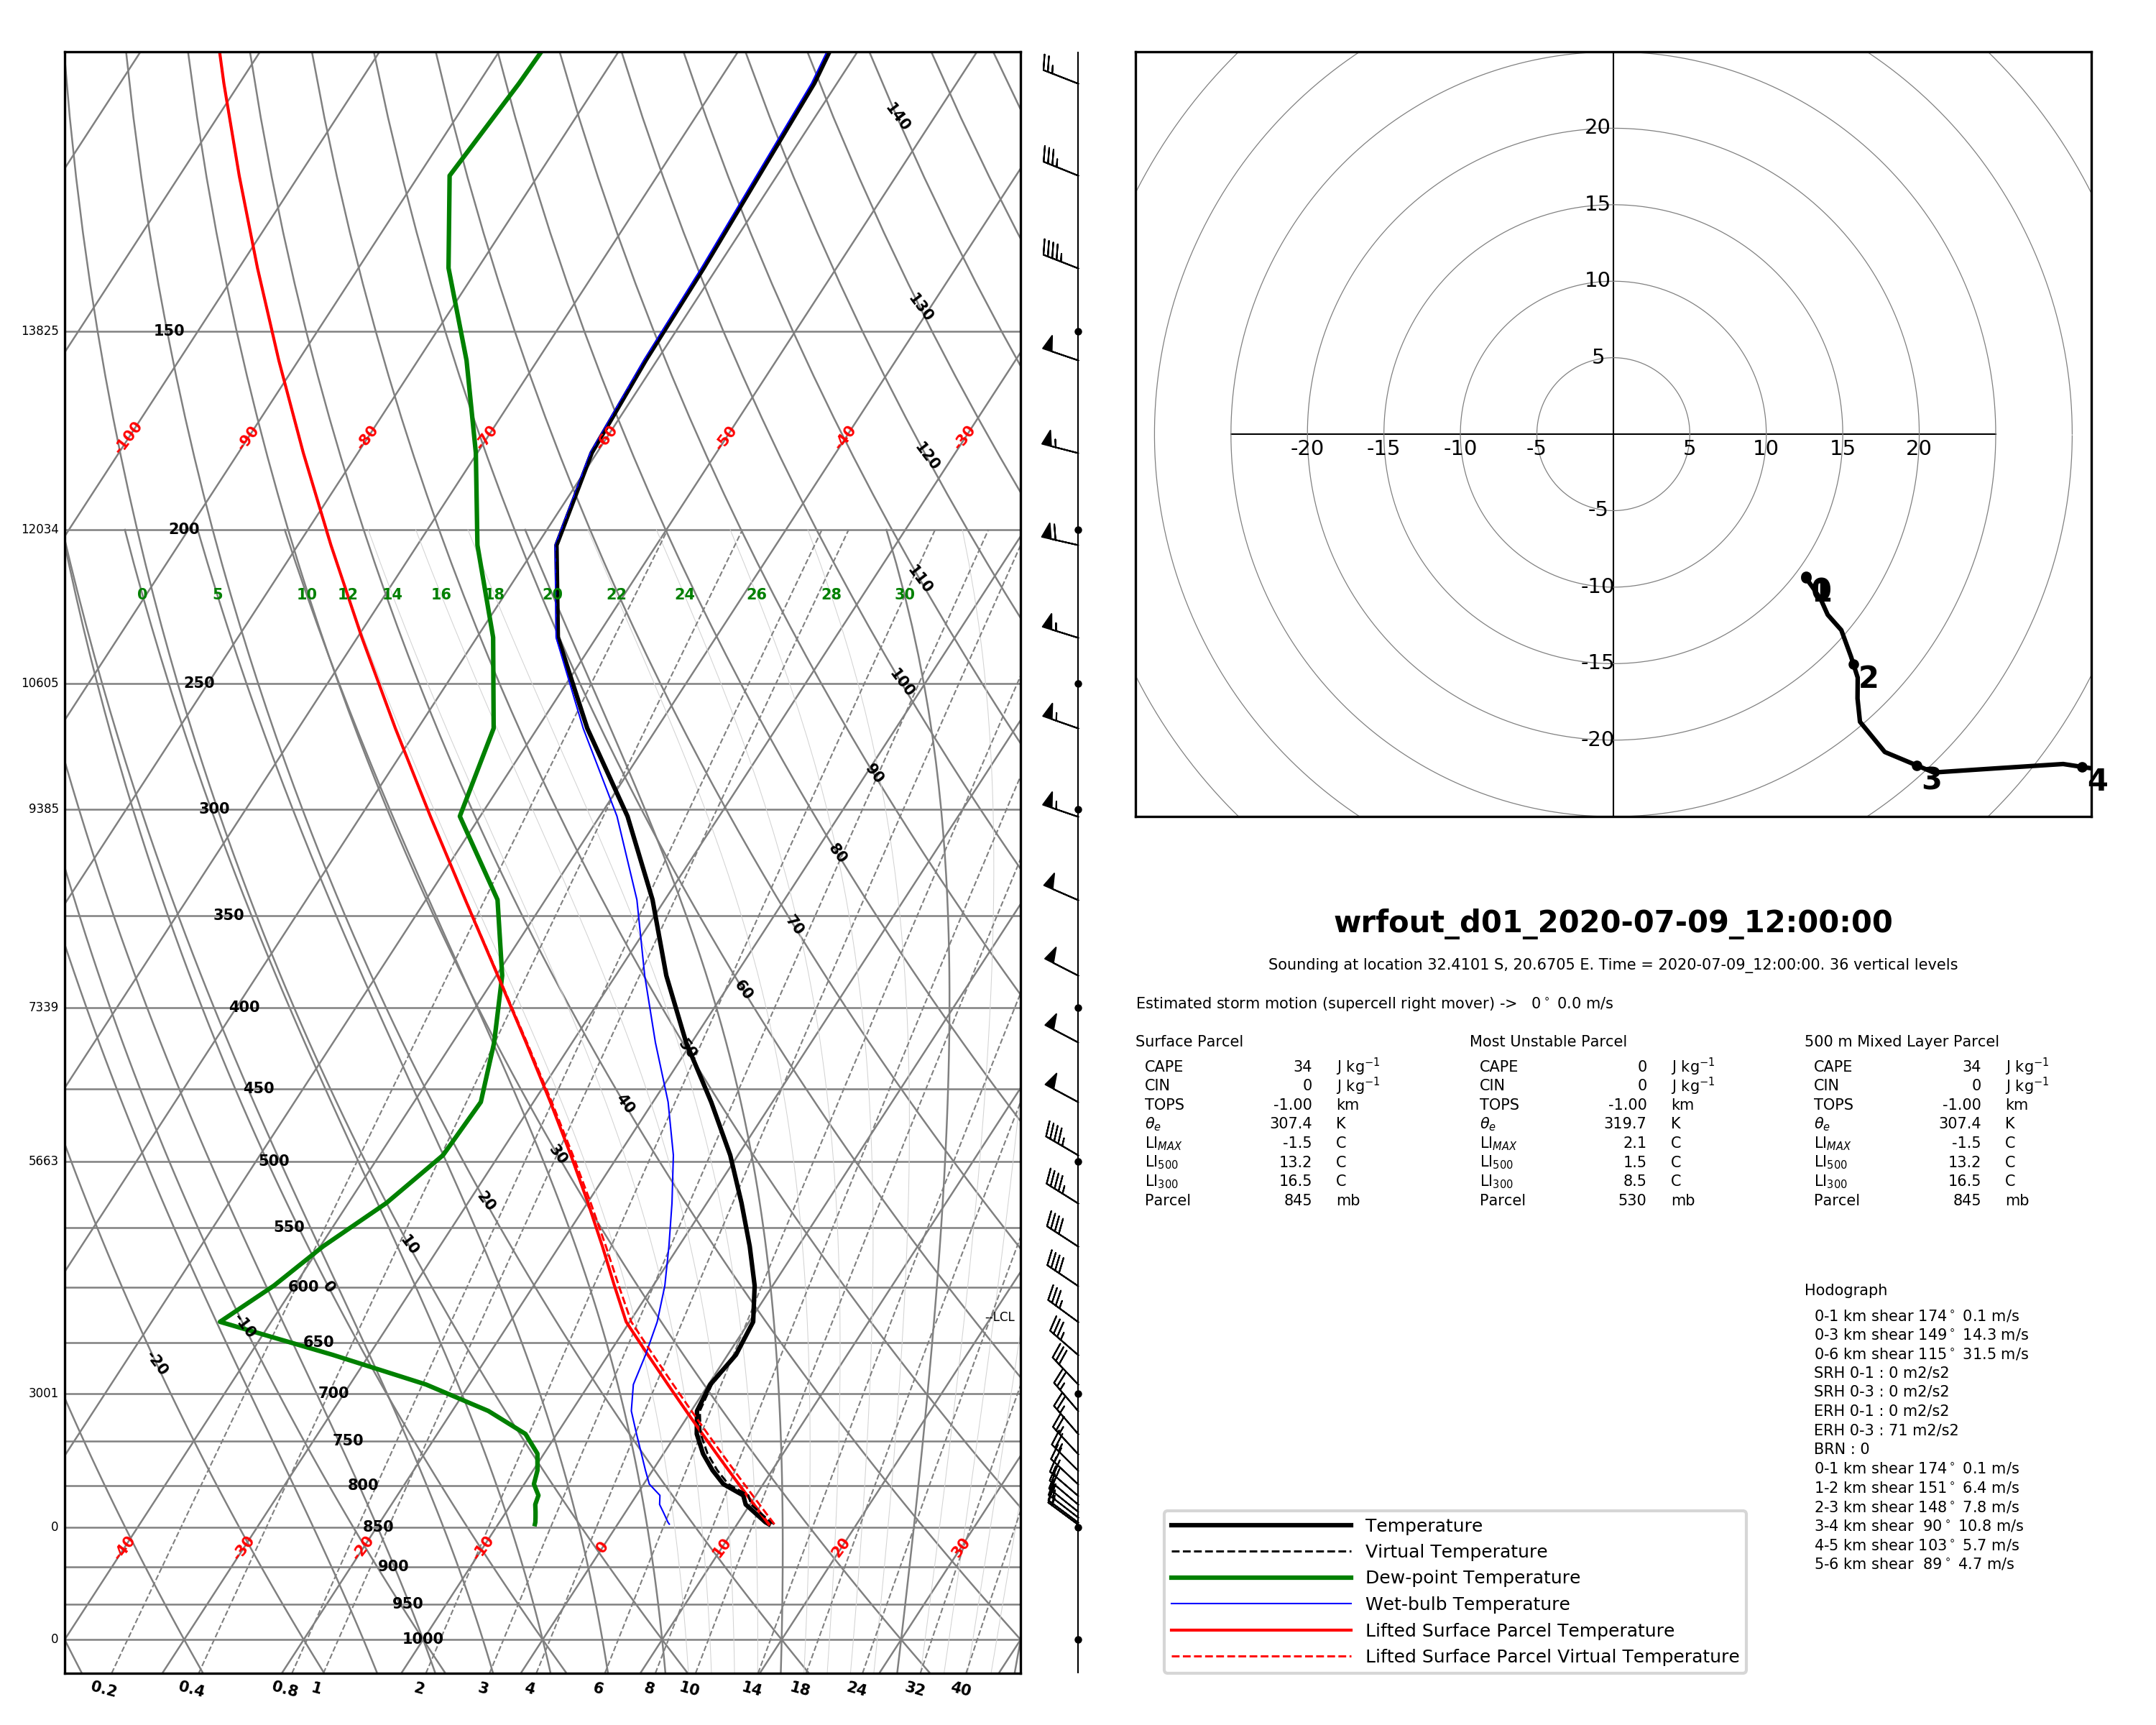 140
130
13825 150
-100 -90 -80 -70 -60 -50 -40 -30
120
12034 200
110
0 5 10 12 14 16 18 20 22 24 26 28 30
10605 250
100
90
9385 300
80
350
70
7339 400
60
50
450
40
5663 500
30
20
550
10
600 0
-10
LCL
650
-20
3001 700
750
800
0 850
-40 -30 -20 -10 0 10 20 30
900
950
0 1000
0.2 0.4 0.8 1 2 3 4 6 8 10 14 18 24 32 40
20
15
10
5
-20 -15 -10 -5 5 10 15 20
-5
-10
-15
-20
0
1
2
3
4
wrfout_d01_2020-07-09_12:00:00
Sounding at location 32.4101 S, 20.6705 E. Time = 2020-07-09_12:00:00. 36 vertical levels
Estimated storm motion (supercell right mover) -> 0° 0.0 m/s
Surface Parcel
CAPE 34 J kg⁻¹
CIN 0 J kg⁻¹
TOPS -1.00 km
θe 307.4 K
LIMAX -1.5 C
LI500 13.2 C
LI300 16.5 C
Parcel 845 mb
Most Unstable Parcel
CAPE 0 J kg⁻¹
CIN 0 J kg⁻¹
TOPS -1.00 km
θe 319.7 K
LIMAX 2.1 C
LI500 1.5 C
LI300 8.5 C
Parcel 530 mb
500 m Mixed Layer Parcel
CAPE 34 J kg⁻¹
CIN 0 J kg⁻¹
TOPS -1.00 km
θe 307.4 K
LIMAX -1.5 C
LI500 13.2 C
LI300 16.5 C
Parcel 845 mb
Hodograph
0-1 km shear 174° 0.1 m/s
0-3 km shear 149° 14.3 m/s
0-6 km shear 115° 31.5 m/s
SRH 0-1 : 0 m2/s2
SRH 0-3 : 0 m2/s2
ERH 0-1 : 0 m2/s2
ERH 0-3 : 71 m2/s2
BRN : 0
0-1 km shear 174° 0.1 m/s
1-2 km shear 151° 6.4 m/s
2-3 km shear 148° 7.8 m/s
3-4 km shear 90° 10.8 m/s
4-5 km shear 103° 5.7 m/s
5-6 km shear 89° 4.7 m/s
Temperature
Virtual Temperature
Dew-point Temperature
Wet-bulb Temperature
Lifted Surface Parcel Temperature
Lifted Surface Parcel Virtual Temperature